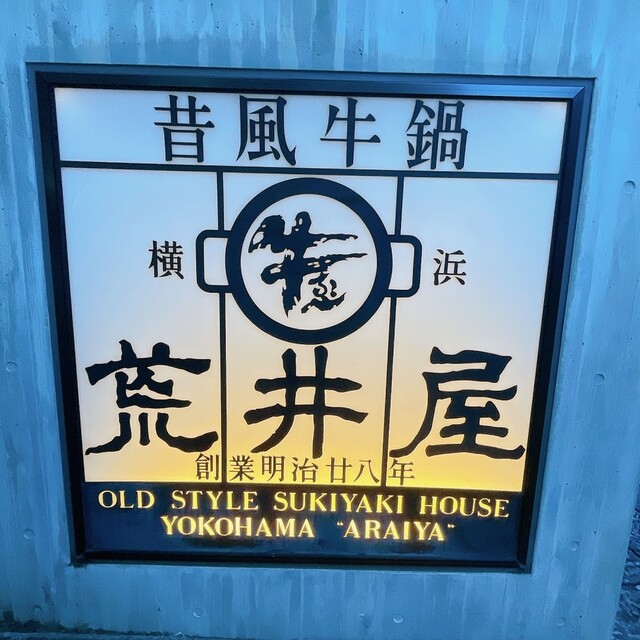 昔風牛鍋
横浜
荒井屋
創業明治廿八年
OLD STYLE SUKIYAKI HOUSE
YOKOHAMA "ARAIYA"